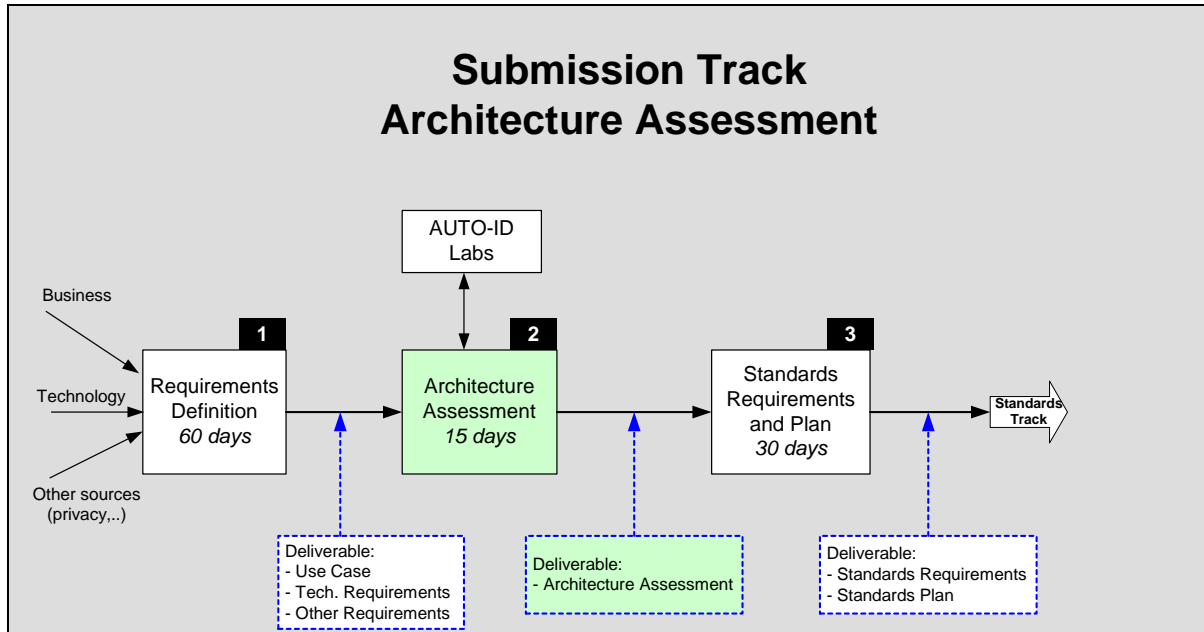 Submission Track
Architecture Assessment
AUTO-ID
Labs
Business
Technology
Other sources
(privacy,..)
1
Requirements
Definition
60 days
2
Architecture
Assessment
15 days
3
Standards
Requirements
and Plan
30 days
Standards
Track
Deliverable:
- Use Case
- Tech. Requirements
- Other Requirements
Deliverable:
- Architecture Assessment
Deliverable:
- Standards Requirements
- Standards Plan